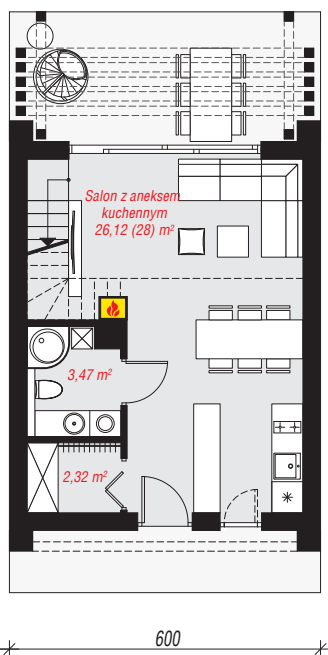 Salon z aneksem
kuchennym
26,12 (28) m²
3,47 m²
2,32 m²
600